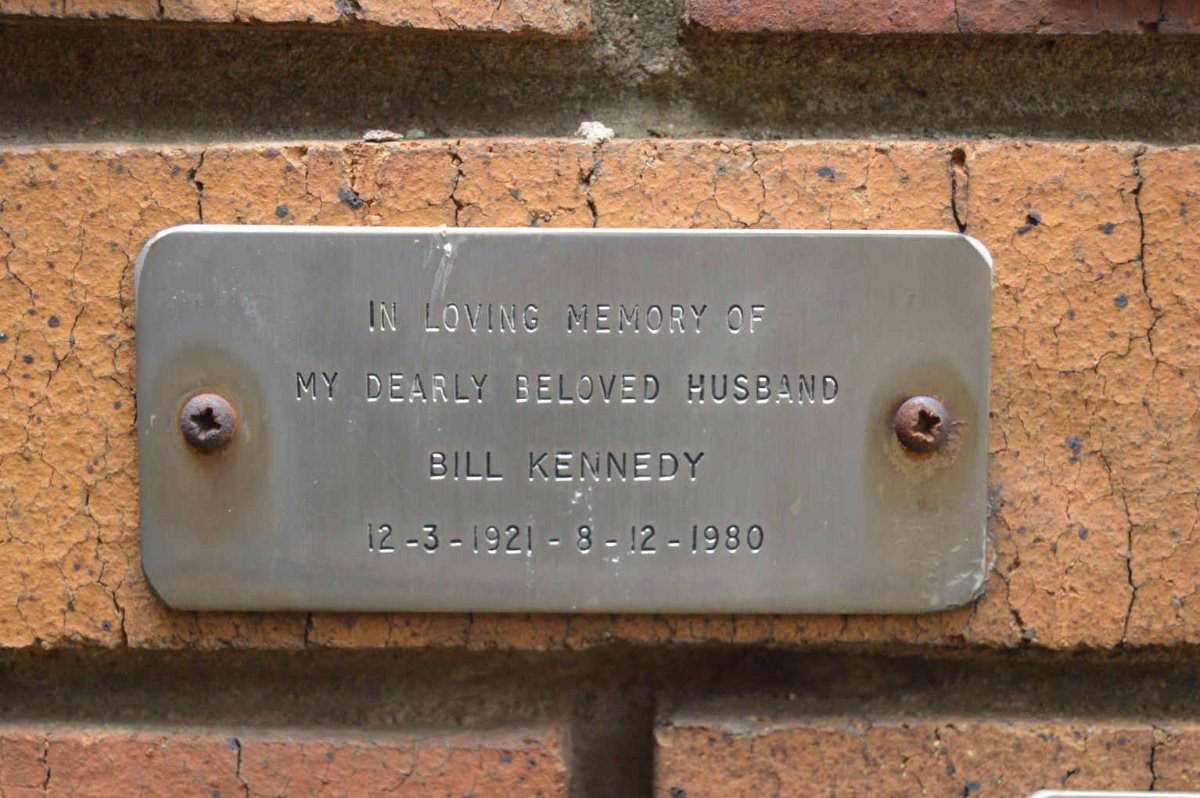 IN LOVING MEMORY OF
MY DEARLY BELOVED HUSBAND
BILL KENNEDY
12-3-1921-8-12-1980